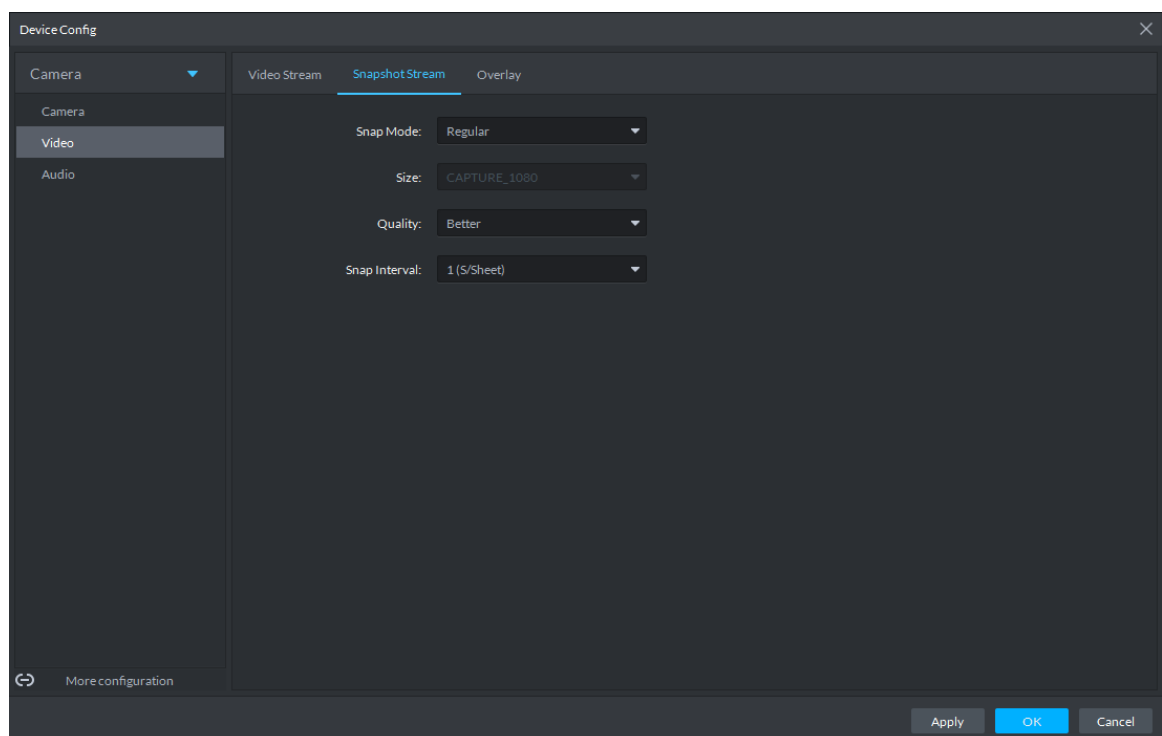 Device Config
Camera
Video Stream Snapshot Stream Overlay
Camera
Video
Audio
Snap Mode: Regular
Size: CAPTURE_1080
Quality: Better
Snap Interval: 1 (S/Sheet)
More configuration
Apply OK Cancel